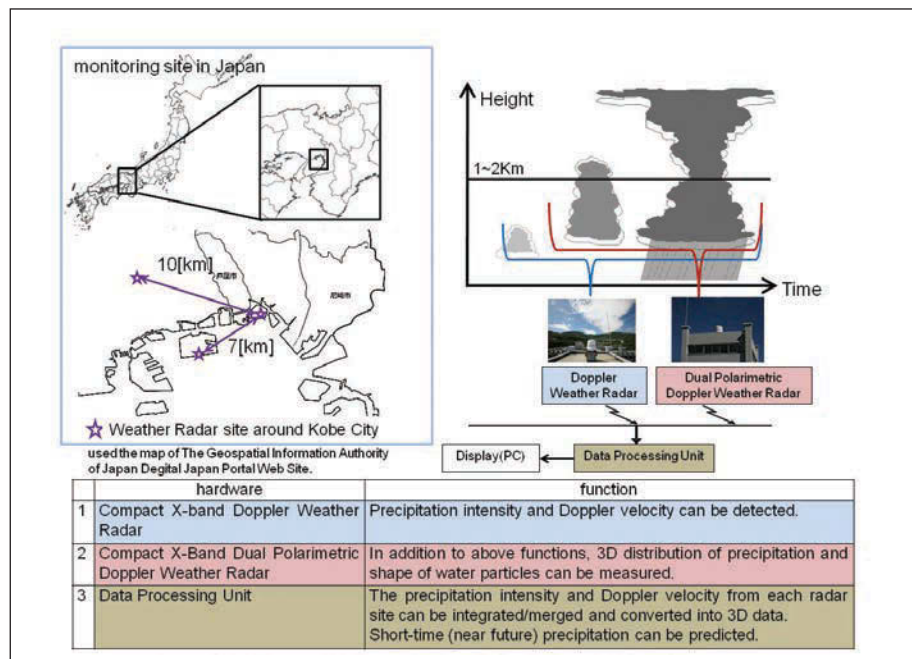 monitoring site in Japan
芦屋市
尼崎市
10[km]
7[km]
Weather Radar site around Kobe City
used the map of The Geospatial Information Authority
of Japan Degital Japan Portal Web Site.
Height
1~2Km
Time
Doppler
Weather Radar
Dual Polarimetric
Doppler Weather Radar
Display(PC)
Data Processing Unit
hardware
function
1
Compact X-band Doppler Weather
Radar
Precipitation intensity and Doppler velocity can be detected.
2
Compact X-Band Dual Polarimetric
Doppler Weather Radar
In addition to above functions, 3D distribution of precipitation and
shape of water particles can be measured.
3
Data Processing Unit
The precipitation intensity and Doppler velocity from each radar
site can be integrated/merged and converted into 3D data.
Short-time (near future) precipitation can be predicted.